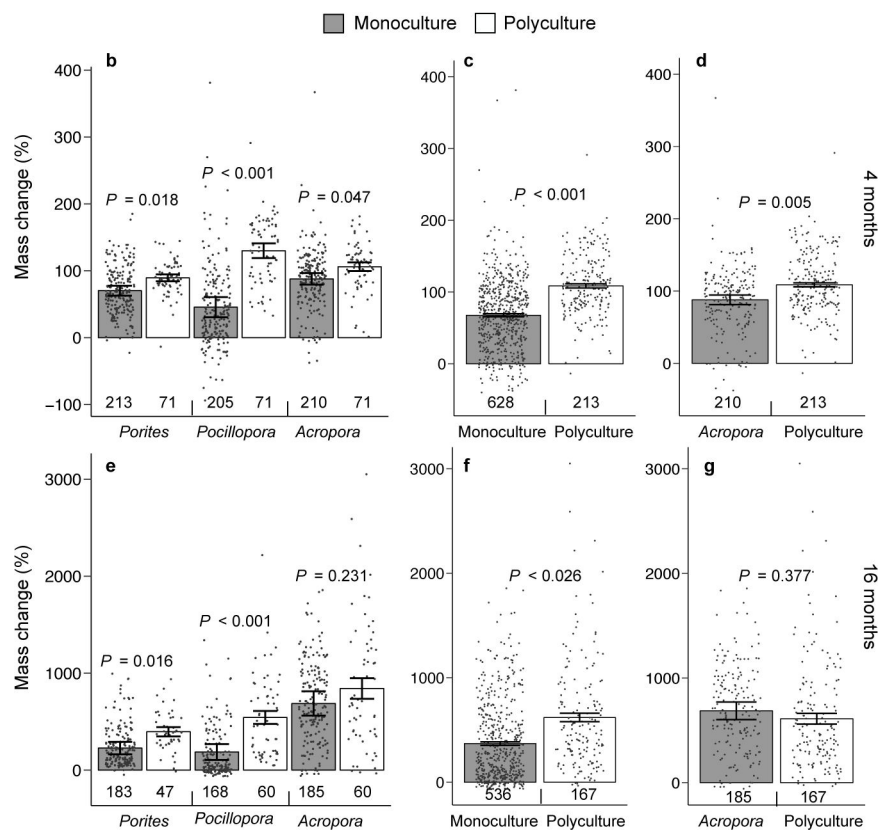 Monoculture Polyculture
b
400
300
200
100
0
−100
Mass change (%)
P = 0.018
P < 0.001
P = 0.047
213 71 205 71 210 71
Porites Pocillopora Acropora
c
400
300
200
100
0
P < 0.001
628 213
Monoculture Polyculture
d
400
300
200
100
0
P = 0.005
210 213
Acropora Polyculture
4 months
e
3000
2000
1000
0
Mass change (%)
P = 0.016
P < 0.001
P = 0.231
183 47 168 60 185 60
Porites Pocillopora Acropora
f
3000
2000
1000
0
P < 0.026
536 167
Monoculture Polyculture
g
3000
2000
1000
0
P = 0.377
185 167
Acropora Polyculture
16 months